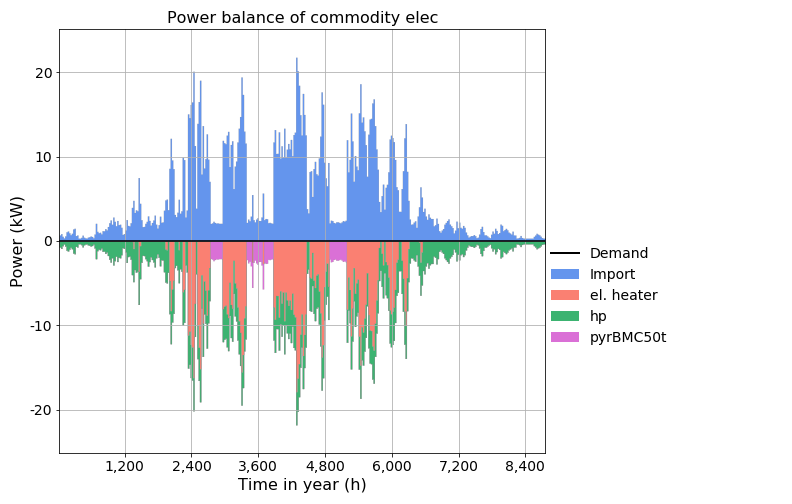 Power balance of commodity elec
Power (kW)
20
10
0
-10
-20
1,200 2,400 3,600 4,800 6,000 7,200 8,400
Time in year (h)
Demand
Import
el. heater
hp
pyrBMC50t